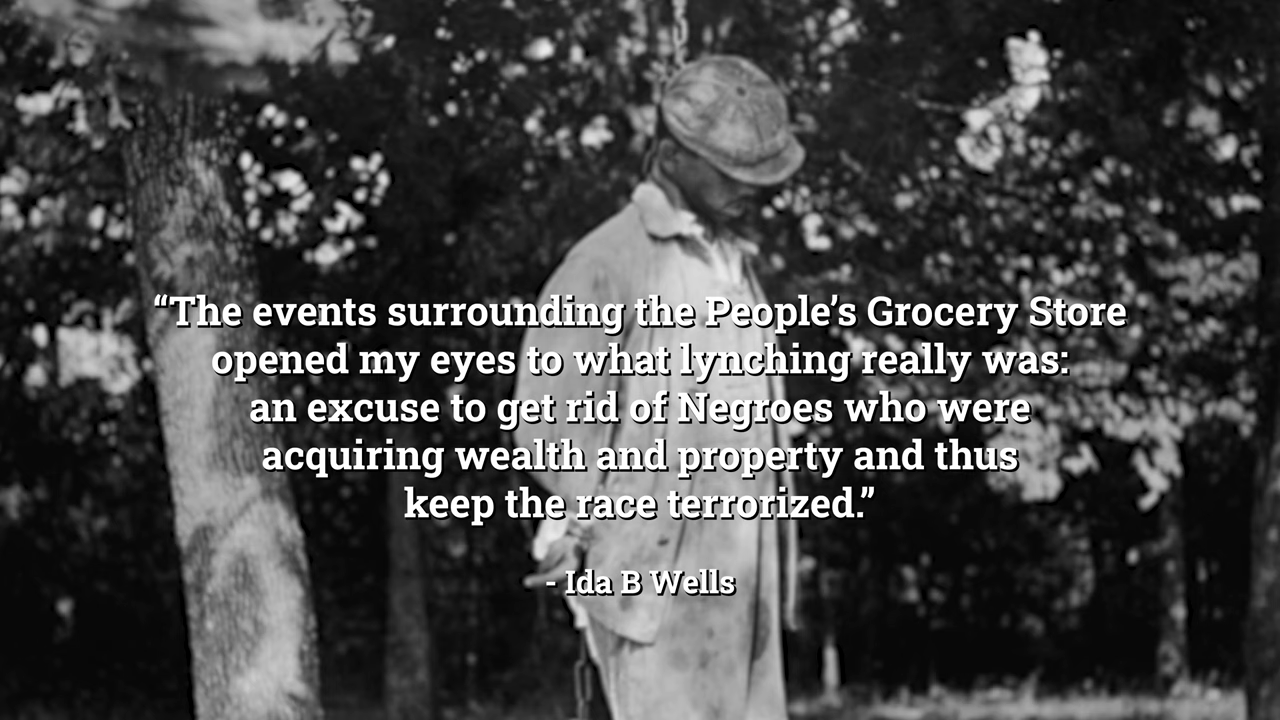 “The events surrounding the People’s Grocery Store
opened my eyes to what lynching really was:
an excuse to get rid of Negroes who were
acquiring wealth and property and thus
keep the race terrorized.”
- Ida B Wells